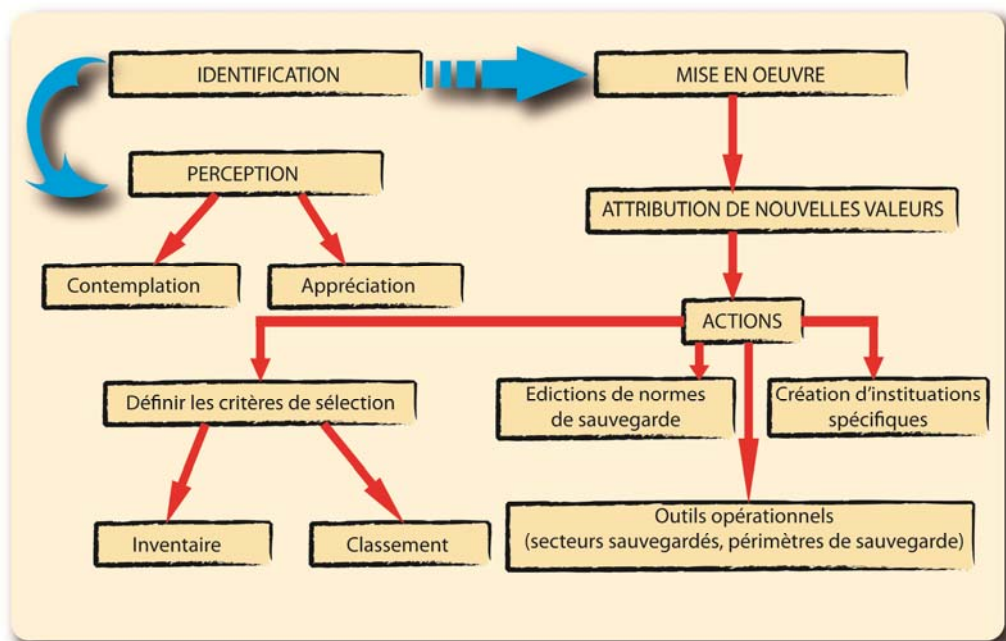 IDENTIFICATION
MISE EN OEUVRE
PERCEPTION
ATTRIBUTION DE NOUVELLES VALEURS
Contemplation
Appréciation
ACTIONS
Définir les critères de sélection
Edictions de normes
de sauvegarde
Création d'instituations
spécifiques
Inventaire
Classement
Outils opérationnels
(secteurs sauvegardés, périmètres de sauvegarde)